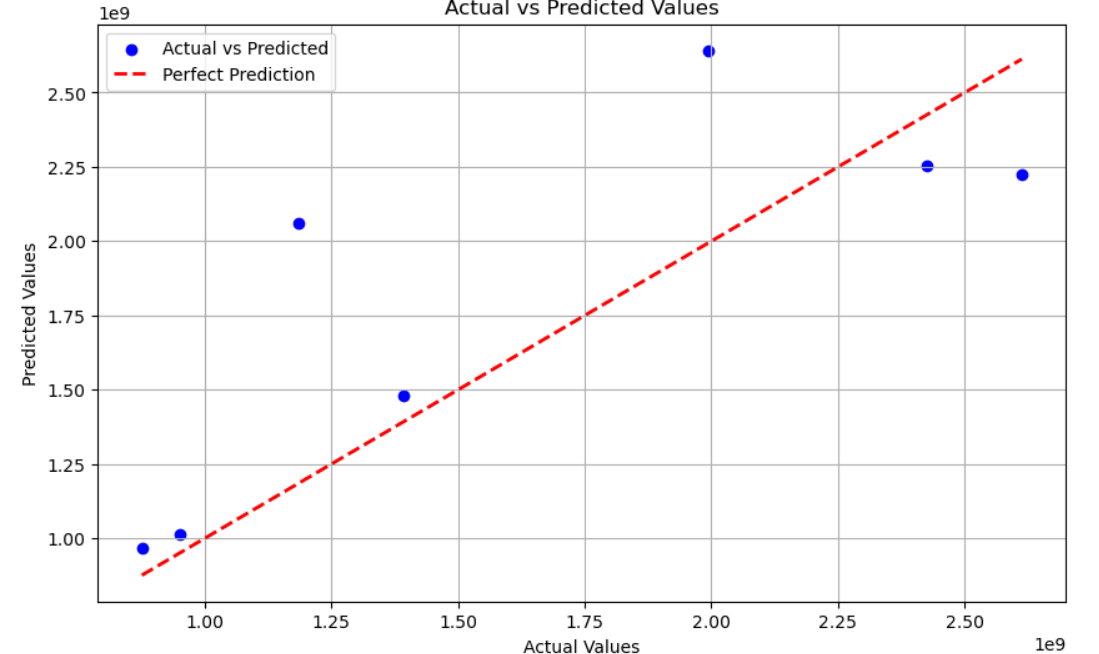 Actual vs Predicted Values
1e9
Actual vs Predicted
Perfect Prediction
2.50
2.25
2.00
1.75
1.50
1.25
1.00
Predicted Values
1.00 1.25 1.50 1.75 2.00 2.25 2.50
Actual Values
1e9